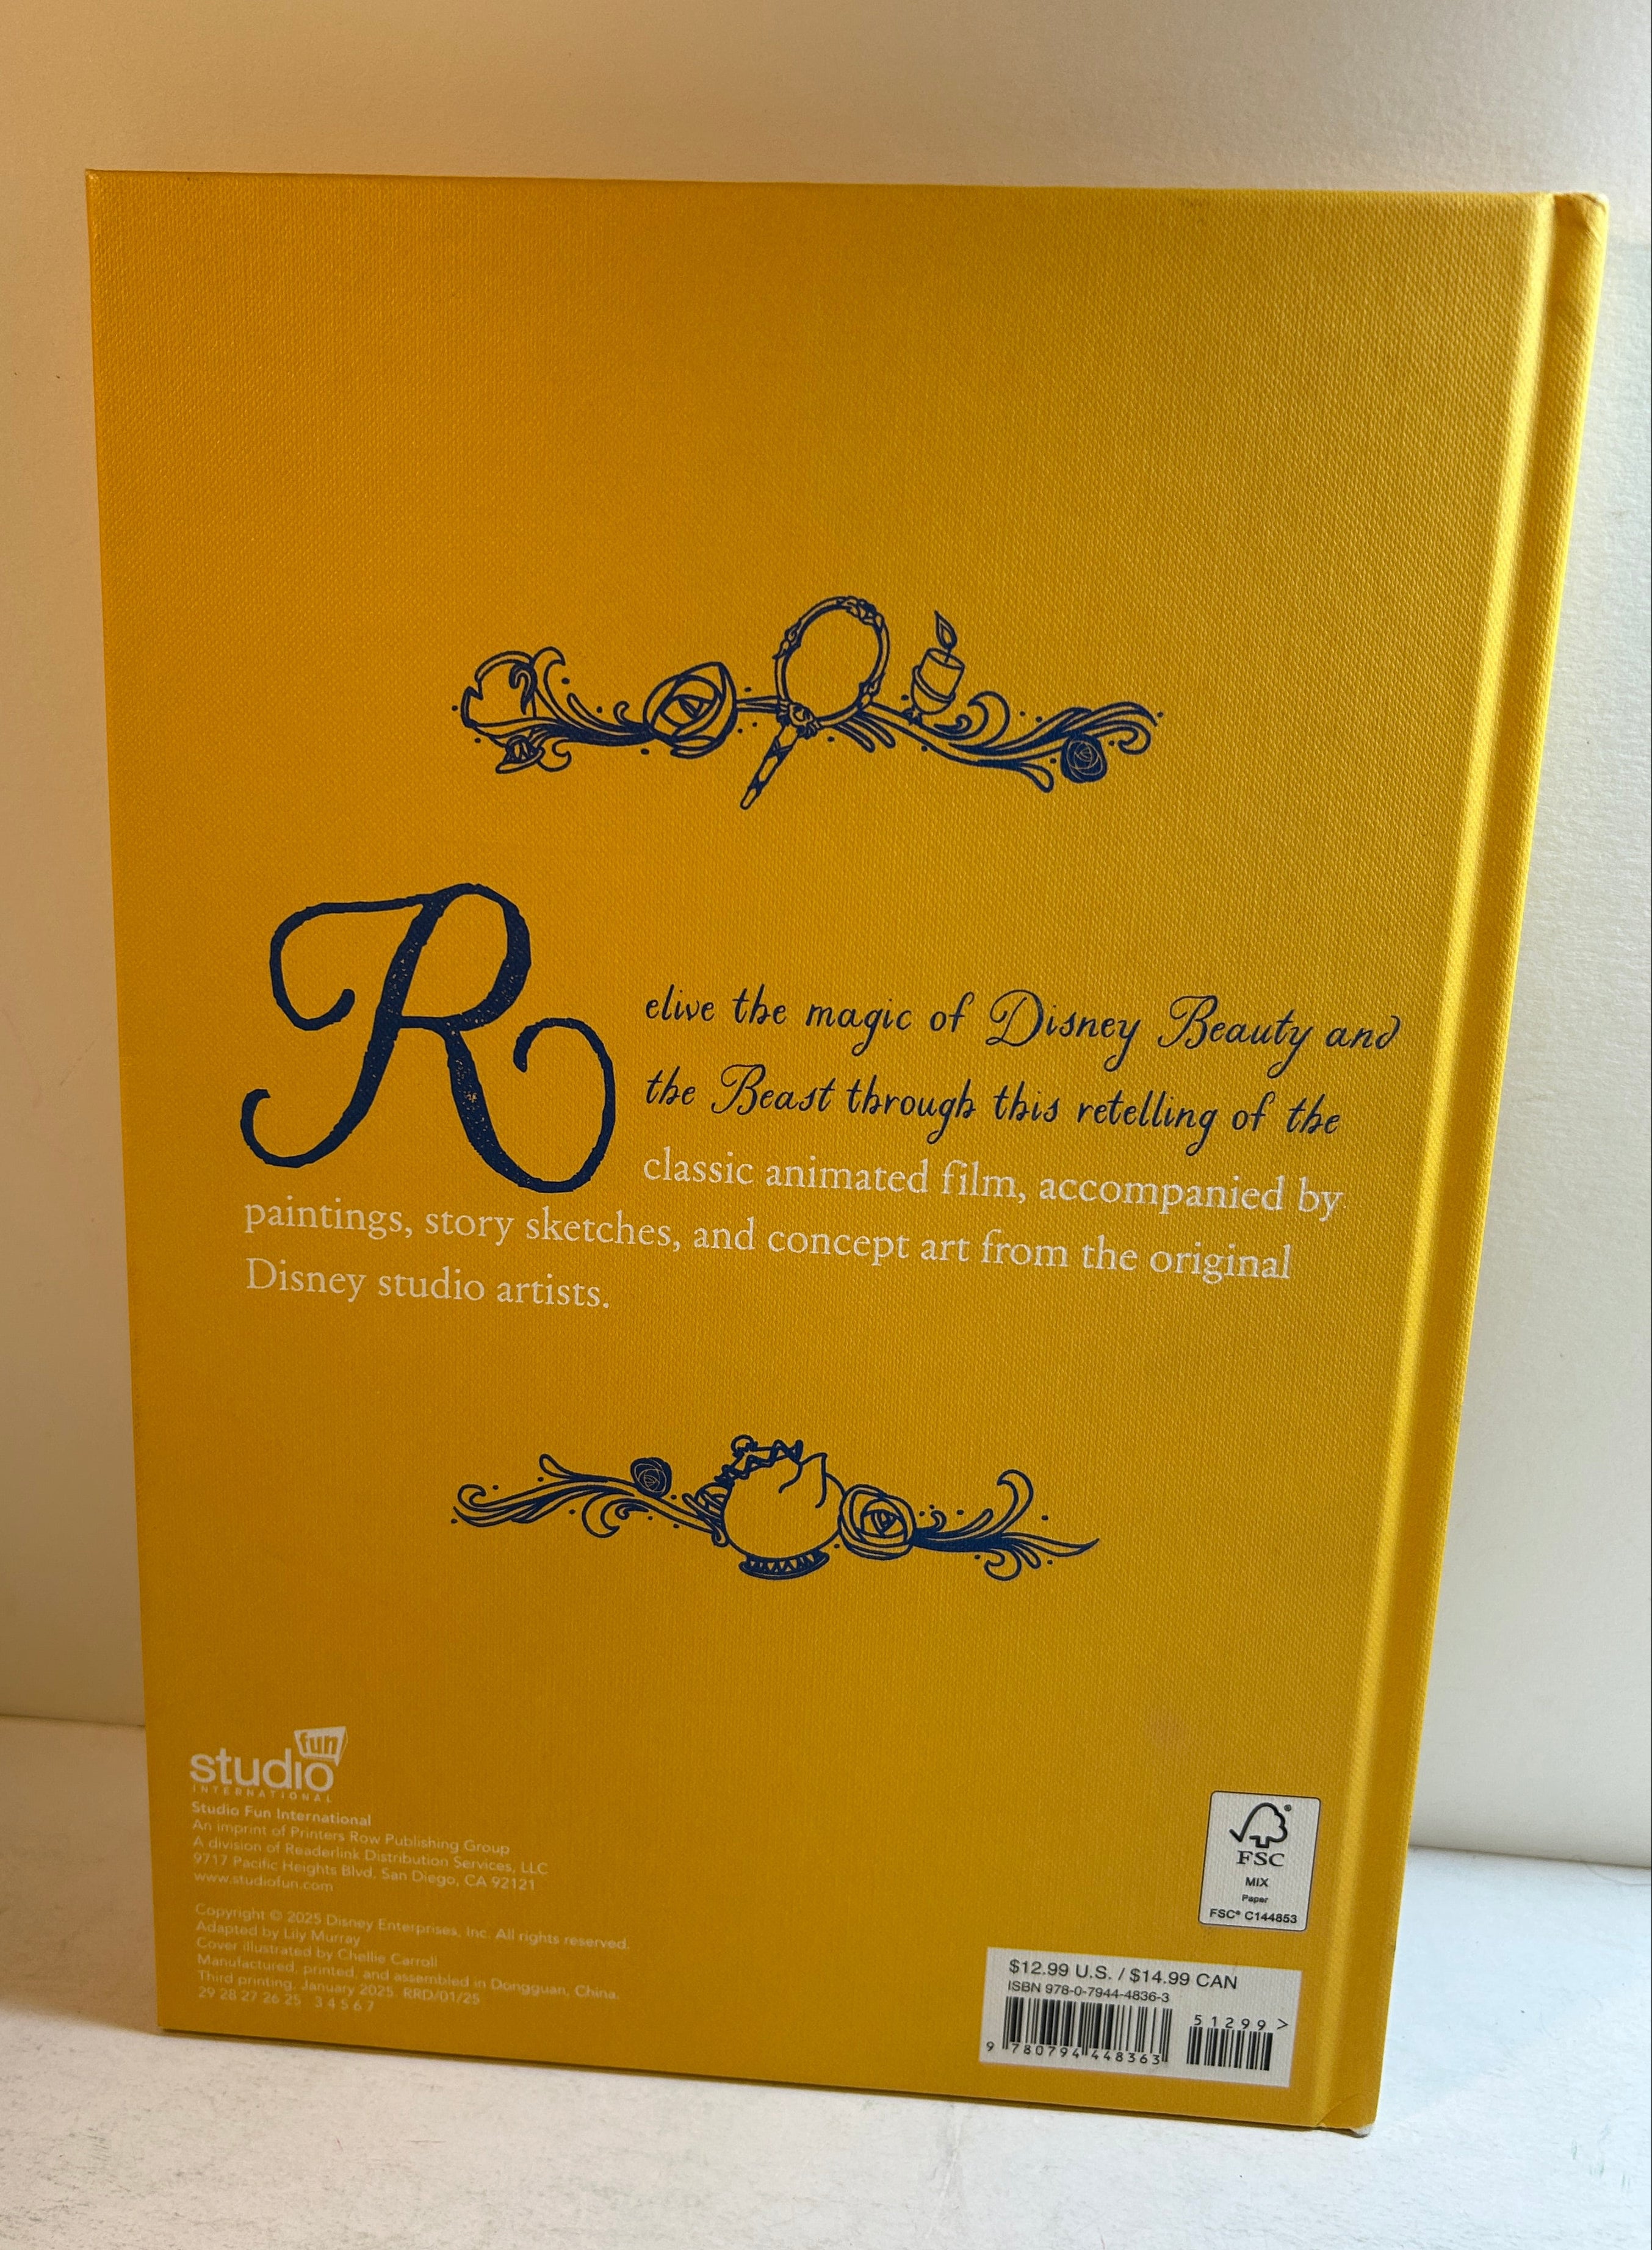 Relive the magic of Disney Beauty and
the Beast through this retelling of the
classic animated film, accompanied by
paintings, story sketches, and concept art from the original
Disney studio artists.
studio fun
INTERNATIONAL
Studio Fun International
An imprint of Printers Row Publishing Group
A division of Readerlink Distribution Services, LLC
9717 Pacific Heights Blvd, San Diego, CA 92121
www.studiofun.com
Copyright © 2025 Disney Enterprises, Inc. All rights reserved.
Adapted by Lily Murray
Cover illustrated by Chellie Carroll
Manufactured, printed, and assembled in Dongguan, China.
Third printing, January 2025. RRD/01/25
29 28 27 26 25 3 4 5 6 7
®
FSC
MIX
Paper
FSC® C144853
$12.99 U.S. / $14.99 CAN
ISBN 978-0-7944-4836-3
51299>
9 780794 448363